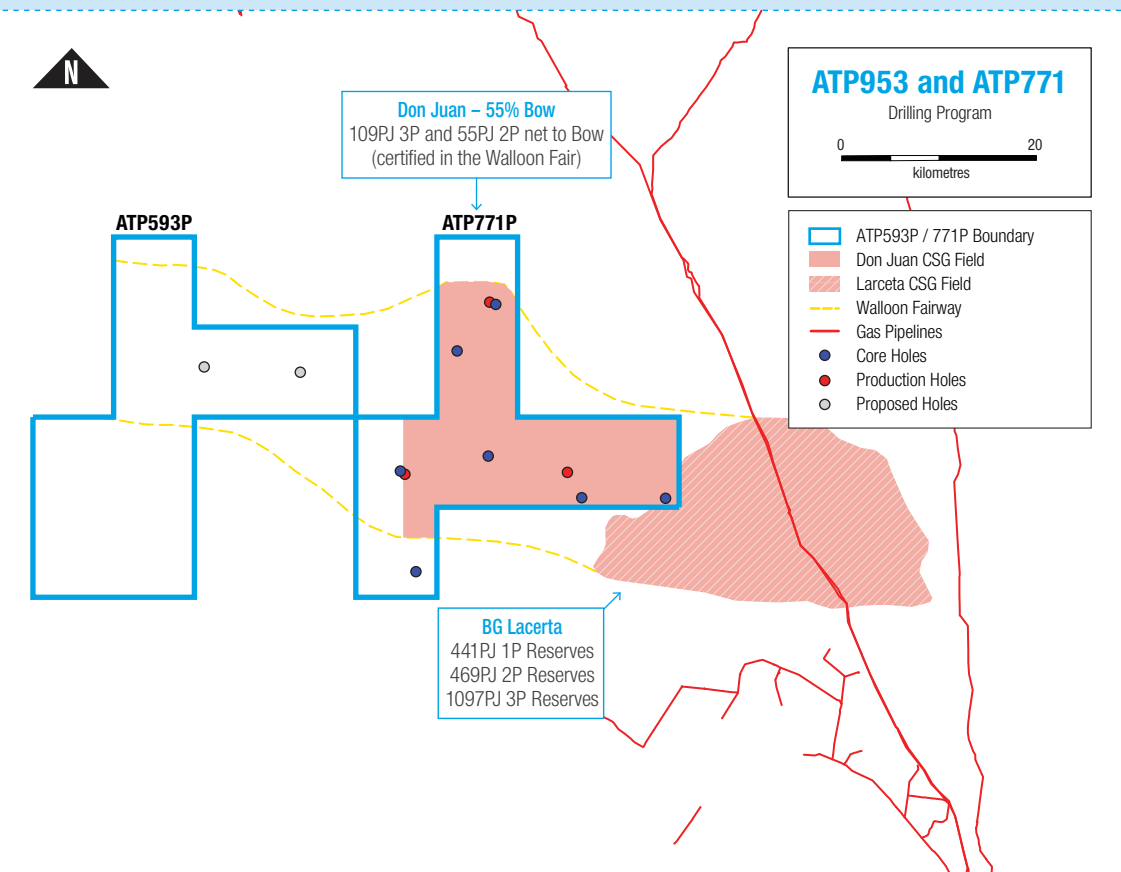 N
ATP953 and ATP771
Drilling Program
0 20
kilometres
Don Juan – 55% Bow
109PJ 3P and 55PJ 2P net to Bow
(certified in the Walloon Fair)
ATP593P
ATP771P
ATP593P / 771P Boundary
Don Juan CSG Field
Larceta CSG Field
Walloon Fairway
Gas Pipelines
Core Holes
Production Holes
Proposed Holes
BG Lacerta
441PJ 1P Reserves
469PJ 2P Reserves
1097PJ 3P Reserves